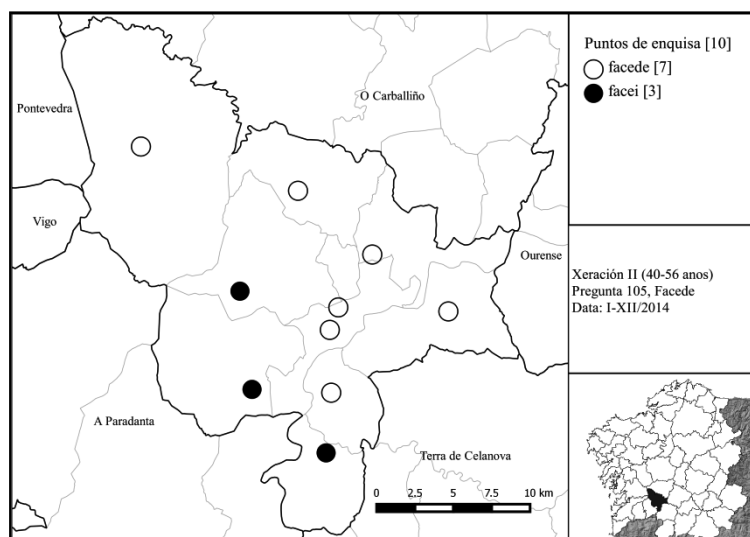 Puntos de enquisa [10]
facede [7]
facei [3]
O Carballiño
Pontevedra
Vigo
Ourense
Xeración II (40-56 anos)
Pregunta 105, Facede
Data: I-XII/2014
A Paradanta
Terra de Celanova
0 2,5 5 7,5 10 km